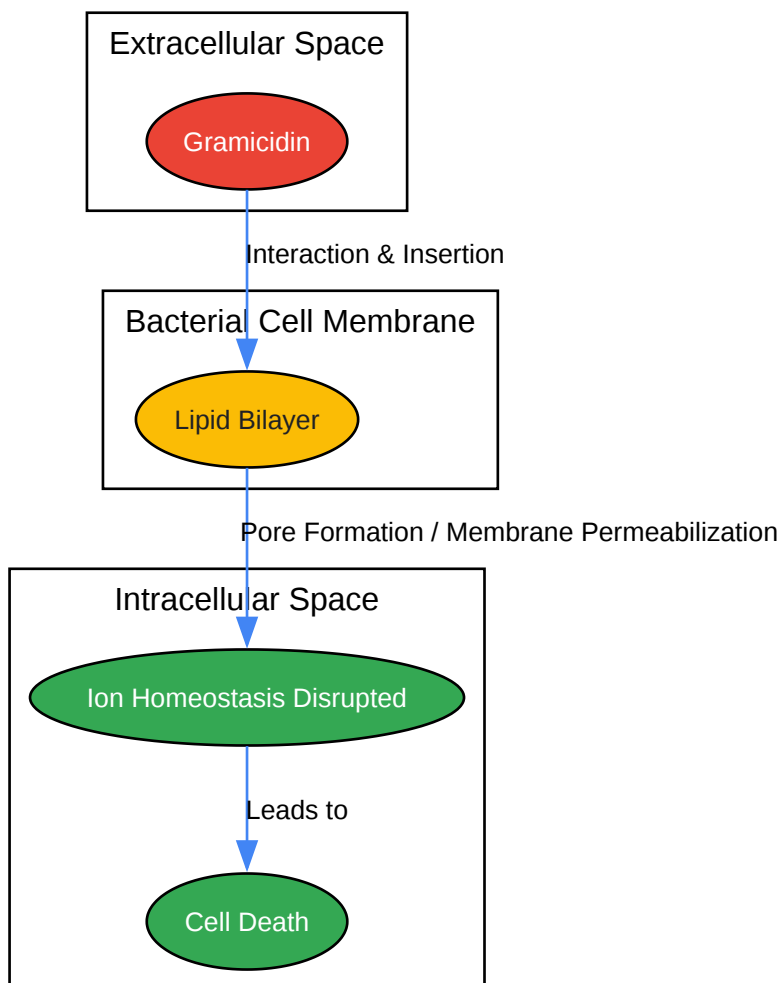 Extracellular Space
Gramicidin
Interaction & Insertion
Bacterial Cell Membrane
Lipid Bilayer
Pore Formation / Membrane Permeabilization
Intracellular Space
Ion Homeostasis Disrupted
Leads to
Cell Death